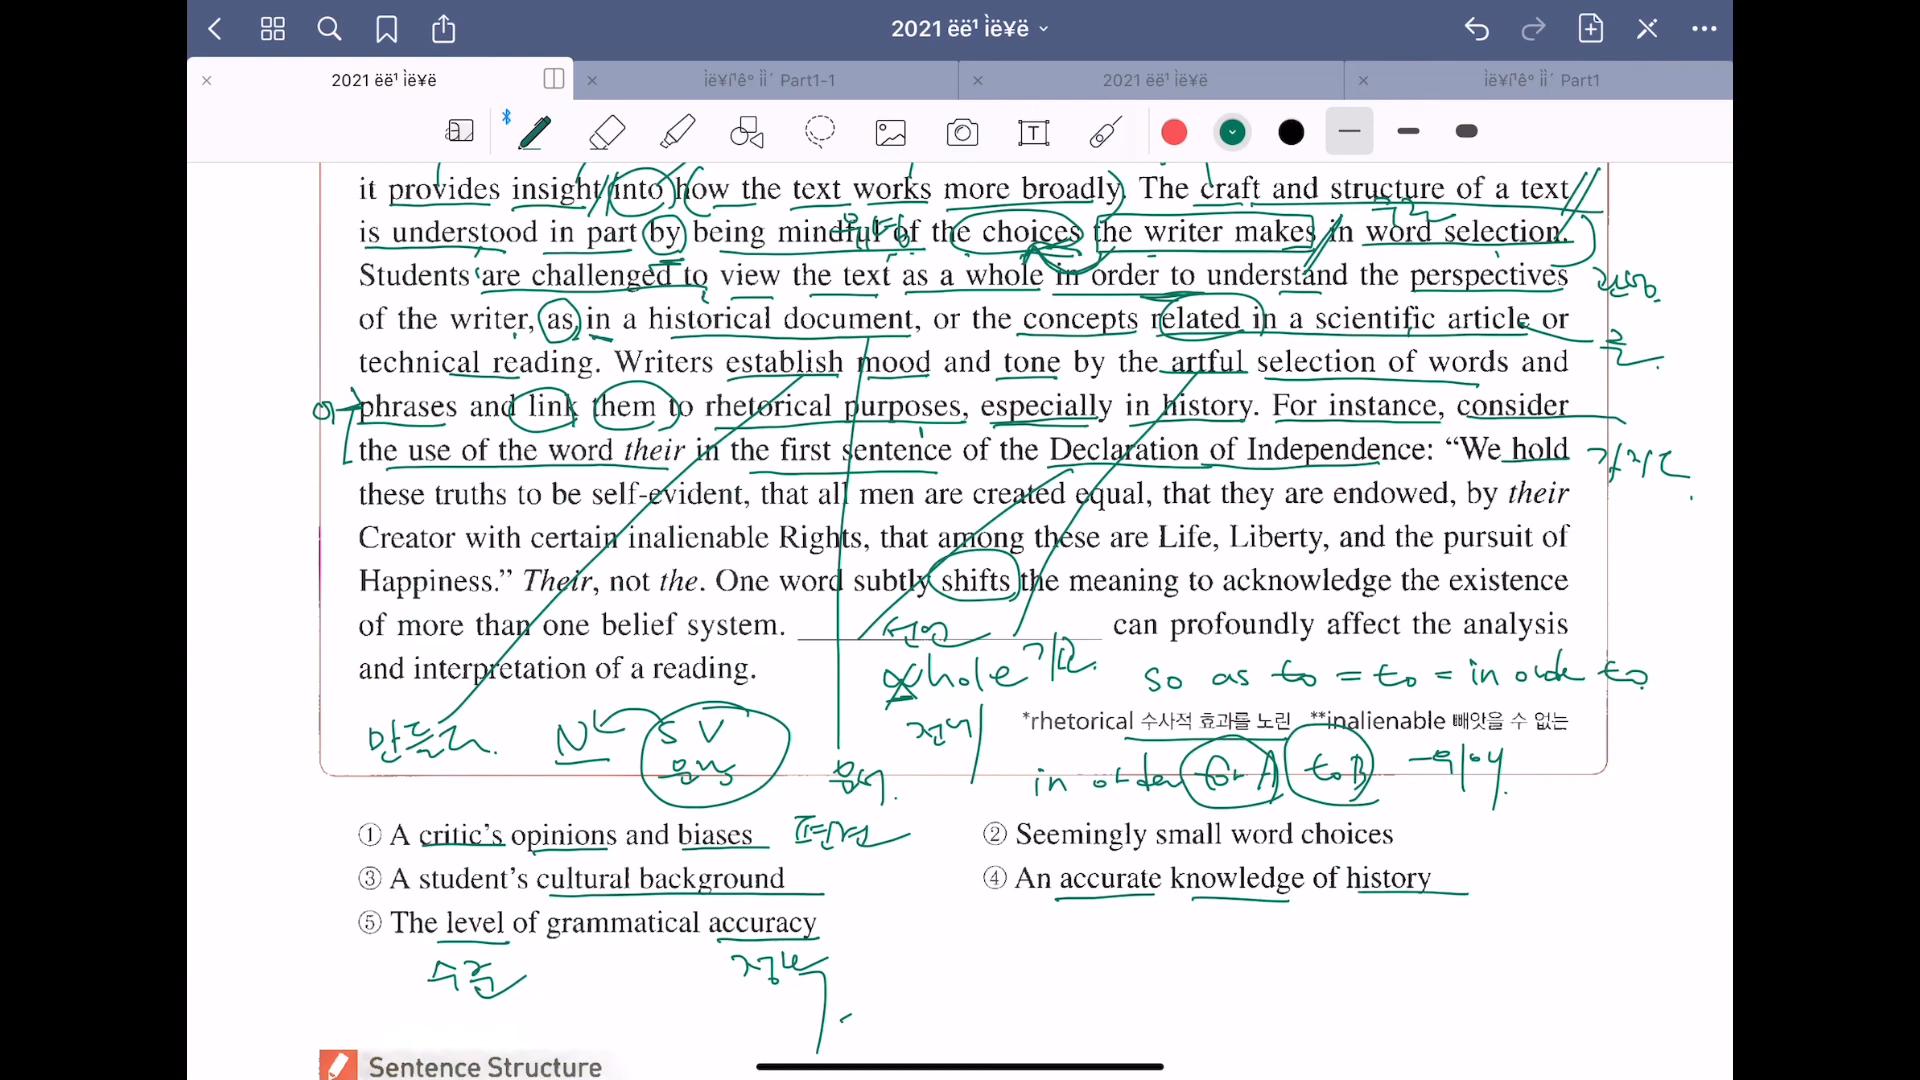 2021 ëë¹ Ìë¥ë
2021 ëë¹ Ìë¥ë
Part1-1
2021 ëë¹ Ìë¥ë
Part1
it provides insight into how the text works more broadly. The craft and structure of a text
is understood in part by being mindful of the choices the writer makes in word selection.
Students are challenged to view the text as a whole in order to understand the perspectives
of the writer, as in a historical document, or the concepts related in a scientific article or
technical reading. Writers establish mood and tone by the artful selection of words and
phrases and link them to rhetorical purposes, especially in history. For instance, consider
the use of the word their in the first sentence of the Declaration of Independence: “We hold
these truths to be self-evident, that all men are created equal, that they are endowed, by their
Creator with certain inalienable Rights, that among these are Life, Liberty, and the pursuit of
Happiness.” Their, not the. One word subtly shifts the meaning to acknowledge the existence
of more than one belief system. ________ can profoundly affect the analysis
선언
and interpretation of a reading.
whole
so as to = to = in order to
*rhetorical 수사적 효과를 노린 **inalienable 빼앗을 수 없는
만들다.
N
S V
in order for A to B
① A critic’s opinions and biases 편견
② Seemingly small word choices
③ A student’s cultural background
④ An accurate knowledge of history
⑤ The level of grammatical accuracy
수준
Sentence Structure